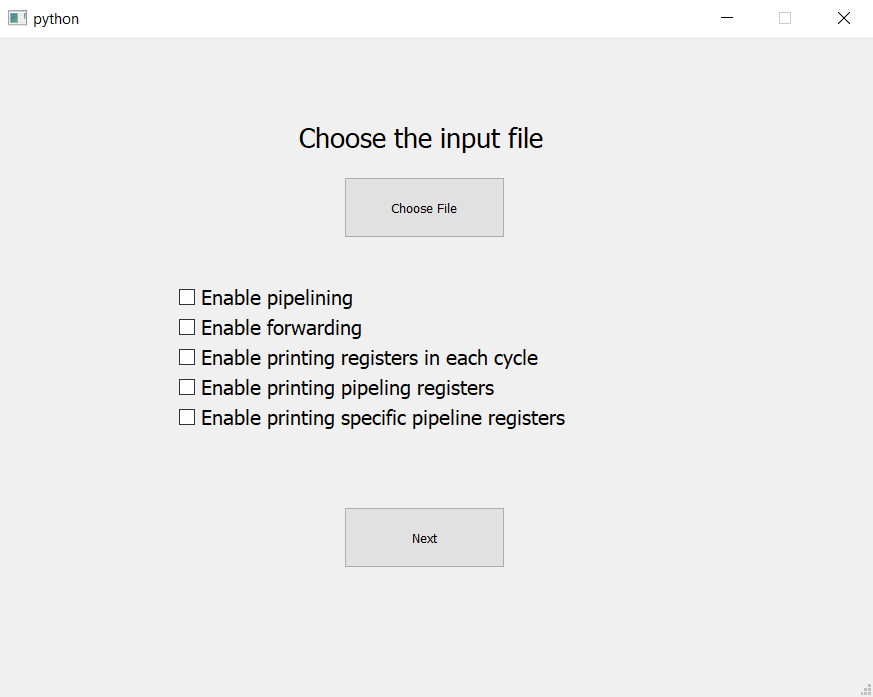 python
Choose the input file
Choose File
Enable pipelining
Enable forwarding
Enable printing registers in each cycle
Enable printing pipeling registers
Enable printing specific pipeline registers
Next